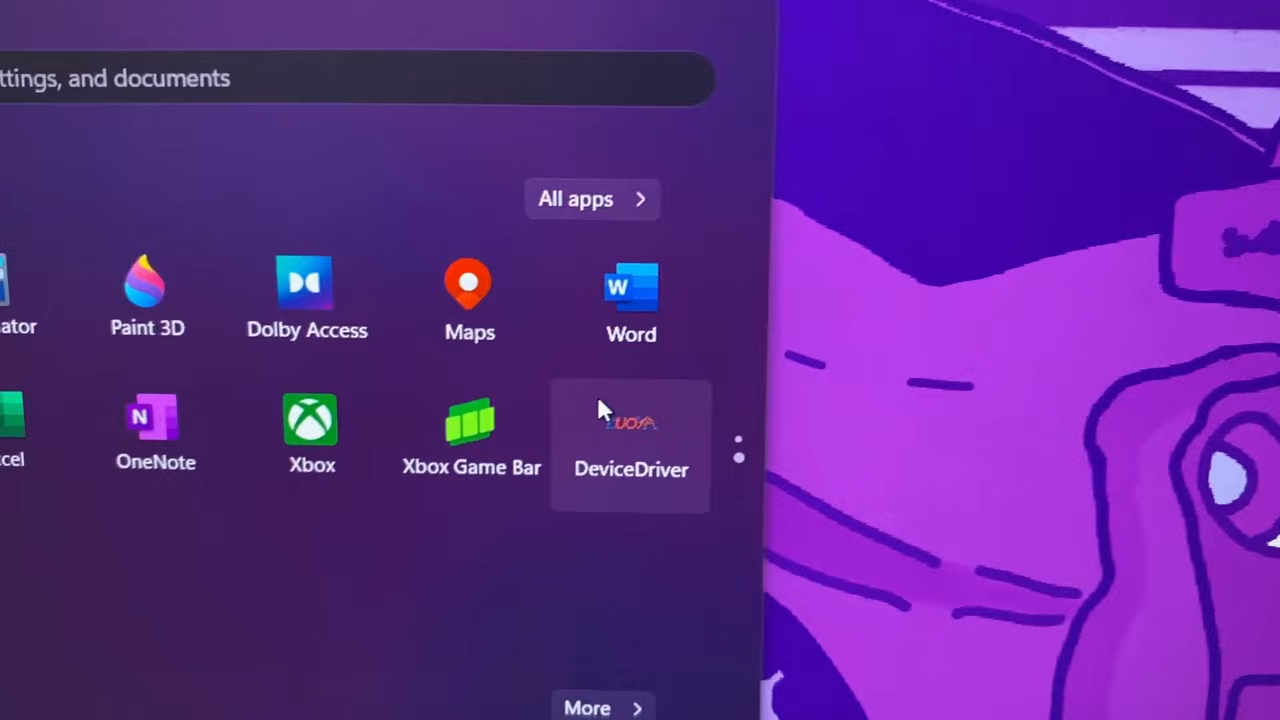 ttings, and documents
All apps
ator
Paint 3D
Dolby Access
Maps
W
Word
N
cel
OneNote
Xbox
Xbox Game Bar
DeviceDriver
More